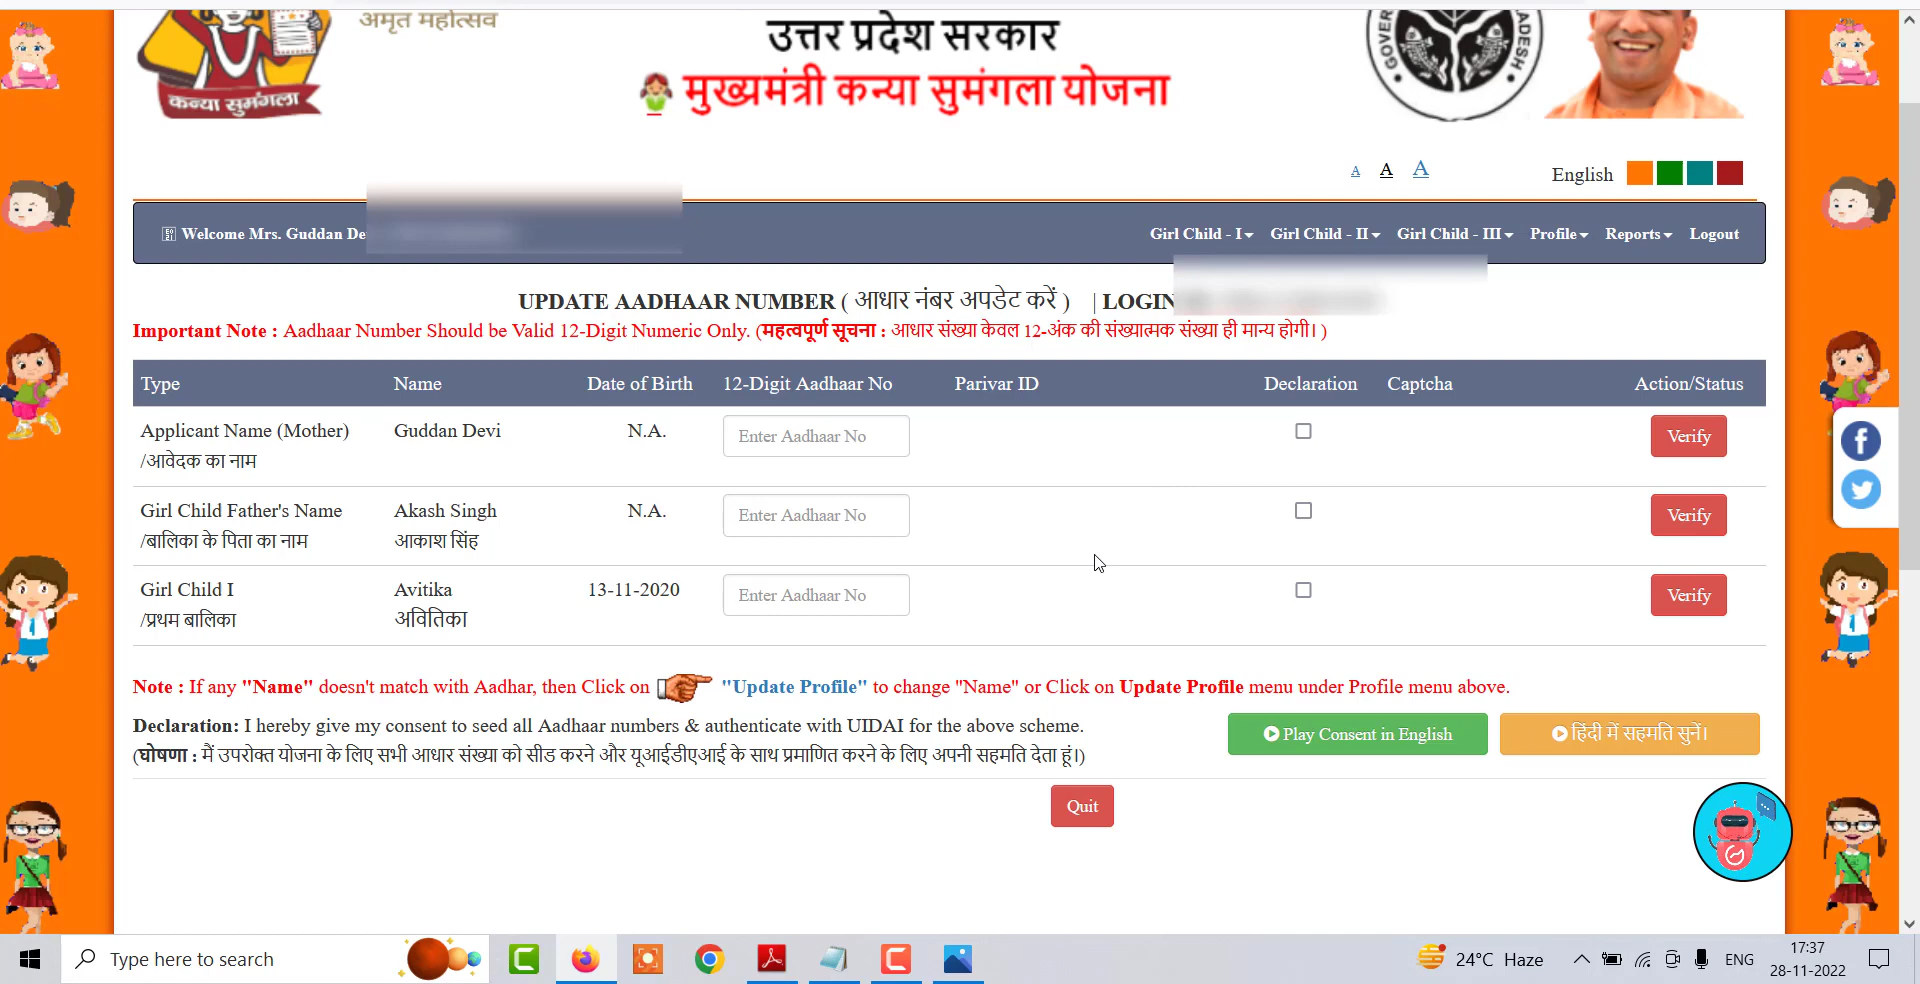 अमृत महोत्सव
उत्तर प्रदेश सरकार
मुख्यमंत्री कन्या सुमंगला योजना
कन्या सुमंगला
A A A English
Welcome Mrs. Guddan De
Girl Child - I Girl Child - II Girl Child - III Profile Reports Logout
UPDATE AADHAAR NUMBER ( आधार नंबर अपडेट करें ) | LOGIN
Important Note : Aadhaar Number Should be Valid 12-Digit Numeric Only. (महत्वपूर्ण सूचना : आधार संख्या केवल 12-अंक की संख्यात्मक संख्या ही मान्य होगी। )
Type Name Date of Birth 12-Digit Aadhaar No Parivar ID Declaration Captcha Action/Status
Applicant Name (Mother) Guddan Devi N.A. Enter Aadhaar No Verify
/आवेदक का नाम
Girl Child Father's Name Akash Singh N.A. Enter Aadhaar No Verify
/बालिका के पिता का नाम आकाश सिंह
Girl Child I Avitika 13-11-2020 Enter Aadhaar No Verify
/प्रथम बालिका अवितिका
Note : If any "Name" doesn't match with Aadhar, then Click on "Update Profile" to change "Name" or Click on Update Profile menu under Profile menu above.
Declaration: I hereby give my consent to seed all Aadhaar numbers & authenticate with UIDAI for the above scheme.
(घोषणा : मैं उपरोक्त योजना के लिए सभी आधार संख्या को सीड करने और यूआईडीएआई के साथ प्रमाणित करने के लिए अपनी सहमति देता हूं।)
Play Consent in English हिंदी में सहमति सुनें।
Quit
Type here to search
24°C Haze ENG
17:37
28-11-2022